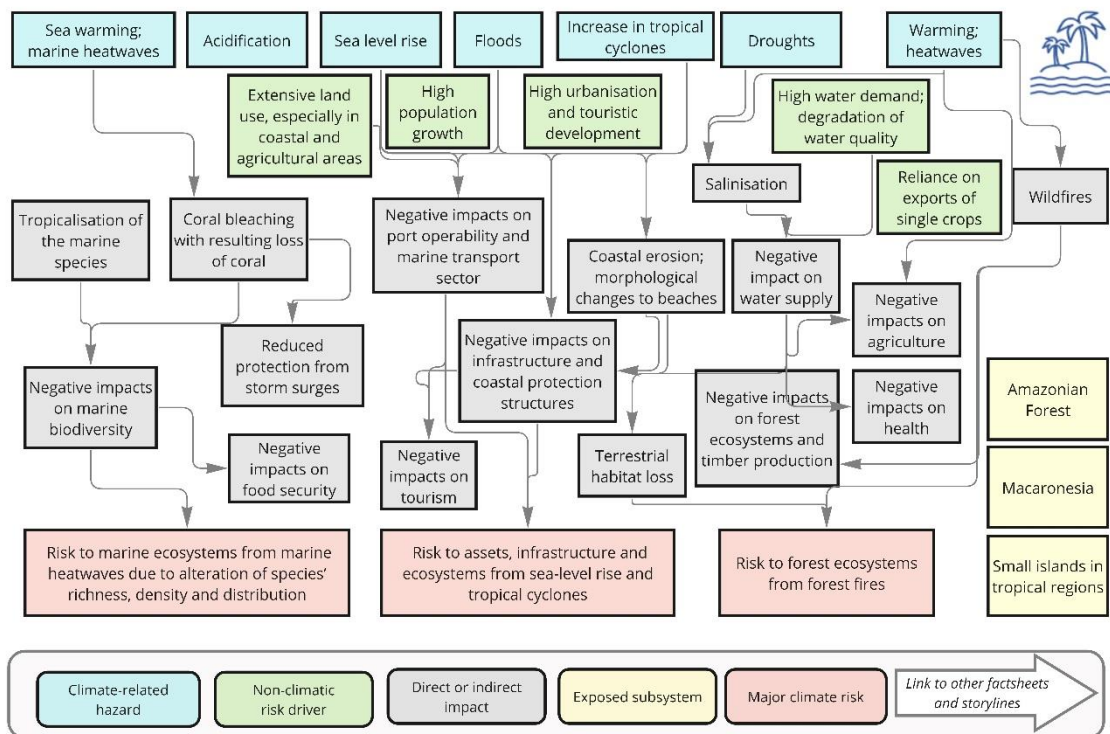 Sea warming;
marine heatwaves
Acidification
Sea level rise
Floods
Increase in tropical
cyclones
Droughts
Warming;
heatwaves
Extensive land
use, especially in
coastal and
agricultural areas
High
population
growth
High urbanisation
and touristic
development
High water demand;
degradation of
water quality
Salinisation
Reliance on
exports of
single crops
Wildfires
Tropicalisation of
the marine
species
Coral bleaching
with resulting loss
of coral
Negative impacts on
port operability and
marine transport
sector
Coastal erosion;
morphological
changes to beaches
Negative
impact on
water supply
Negative
impacts on
agriculture
Reduced
protection from
storm surges
Negative impacts on
infrastructure and
coastal protection
structures
Negative impacts
on marine
biodiversity
Negative impacts
on forest
ecosystems and
timber production
Negative
impacts on
health
Amazonian
Forest
Negative
impacts on
food security
Negative
impacts on
tourism
Terrestrial
habitat loss
Macaronesia
Risk to marine ecosystems from marine
heatwaves due to alteration of species’
richness, density and distribution
Risk to assets, infrastructure and
ecosystems from sea-level rise and
tropical cyclones
Risk to forest ecosystems
from forest fires
Small islands in
tropical regions
Climate-related
hazard
Non-climatic
risk driver
Direct or indirect
impact
Exposed subsystem
Major climate risk
Link to other factsheets
and storylines